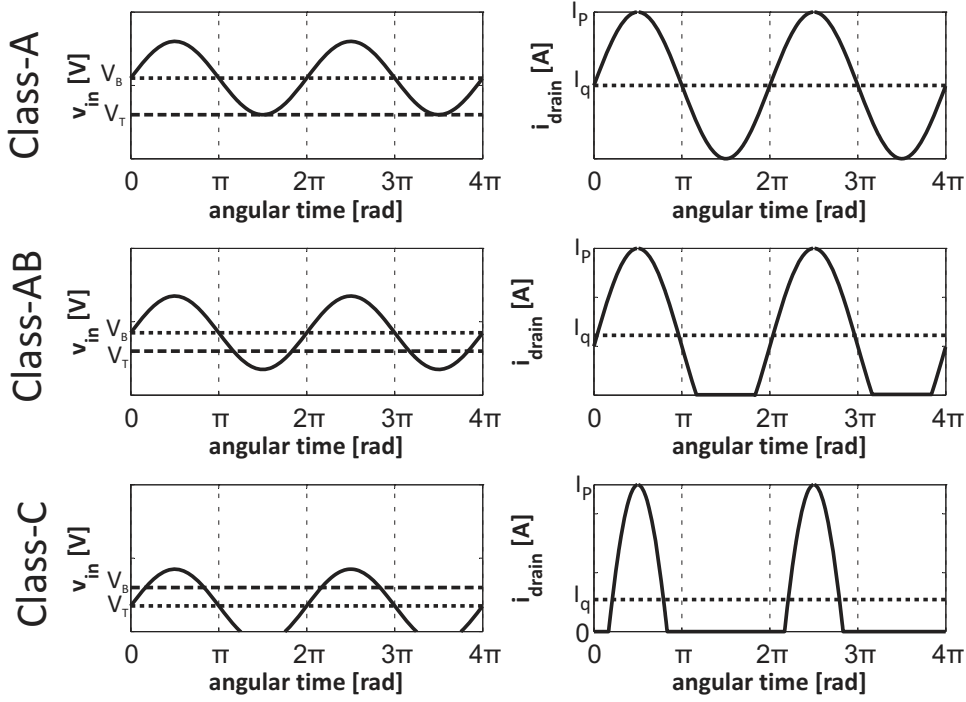 Class-A
v_in [V]
V_B
V_T
0 π 2π 3π 4π
angular time [rad]
i_drain [A]
I_P
I_q
0 π 2π 3π 4π
angular time [rad]
Class-AB
v_in [V]
V_B
V_T
0 π 2π 3π 4π
angular time [rad]
i_drain [A]
I_P
I_q
0 π 2π 3π 4π
angular time [rad]
Class-C
v_in [V]
V_B
V_T
0 π 2π 3π 4π
angular time [rad]
i_drain [A]
I_P
I_q
0
0 π 2π 3π 4π
angular time [rad]